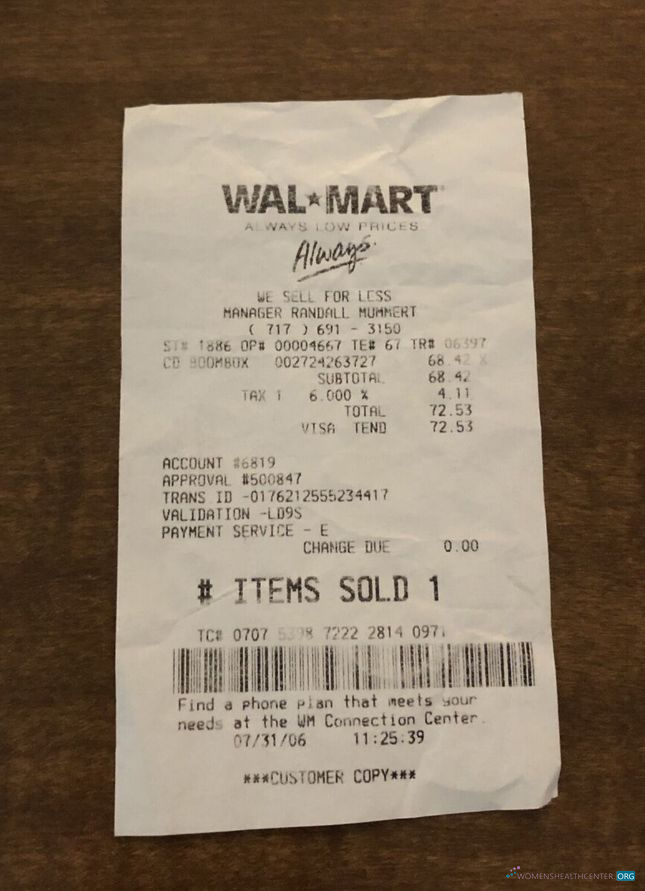 WAL★MART
ALWAYS LOW PRICES
Always.
WE SELL FOR LESS
MANAGER RANDALL MUMMERT
( 717 ) 691 - 3150
ST# 1886 OP# 00004667 TE# 67 TR# 06397
CD BOOMBOX 002724263727 68.42 X
SUBTOTAL 68.42
TAX 1 6.000 % 4.11
TOTAL 72.53
VISA TEND 72.53
ACCOUNT #6819
APPROVAL #500847
TRANS ID -0176212555234417
VALIDATION -LD9S
PAYMENT SERVICE - E
CHANGE DUE 0.00
# ITEMS SOLD 1
TC# 0707 5398 7222 2814 0971
Find a phone plan that meets your
needs at the WM Connection Center.
07/31/06 11:25:39
***CUSTOMER COPY***
WOMENSHEALTHCENTER.ORG